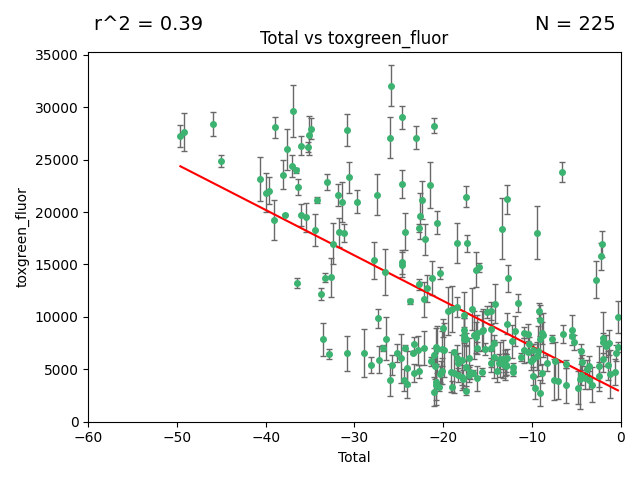 r^2 = 0.39 N = 225
Total vs toxgreen_fluor
35000
30000
25000
20000
15000
10000
5000
0
toxgreen_fluor
−60 −50 −40 −30 −20 −10 0
Total